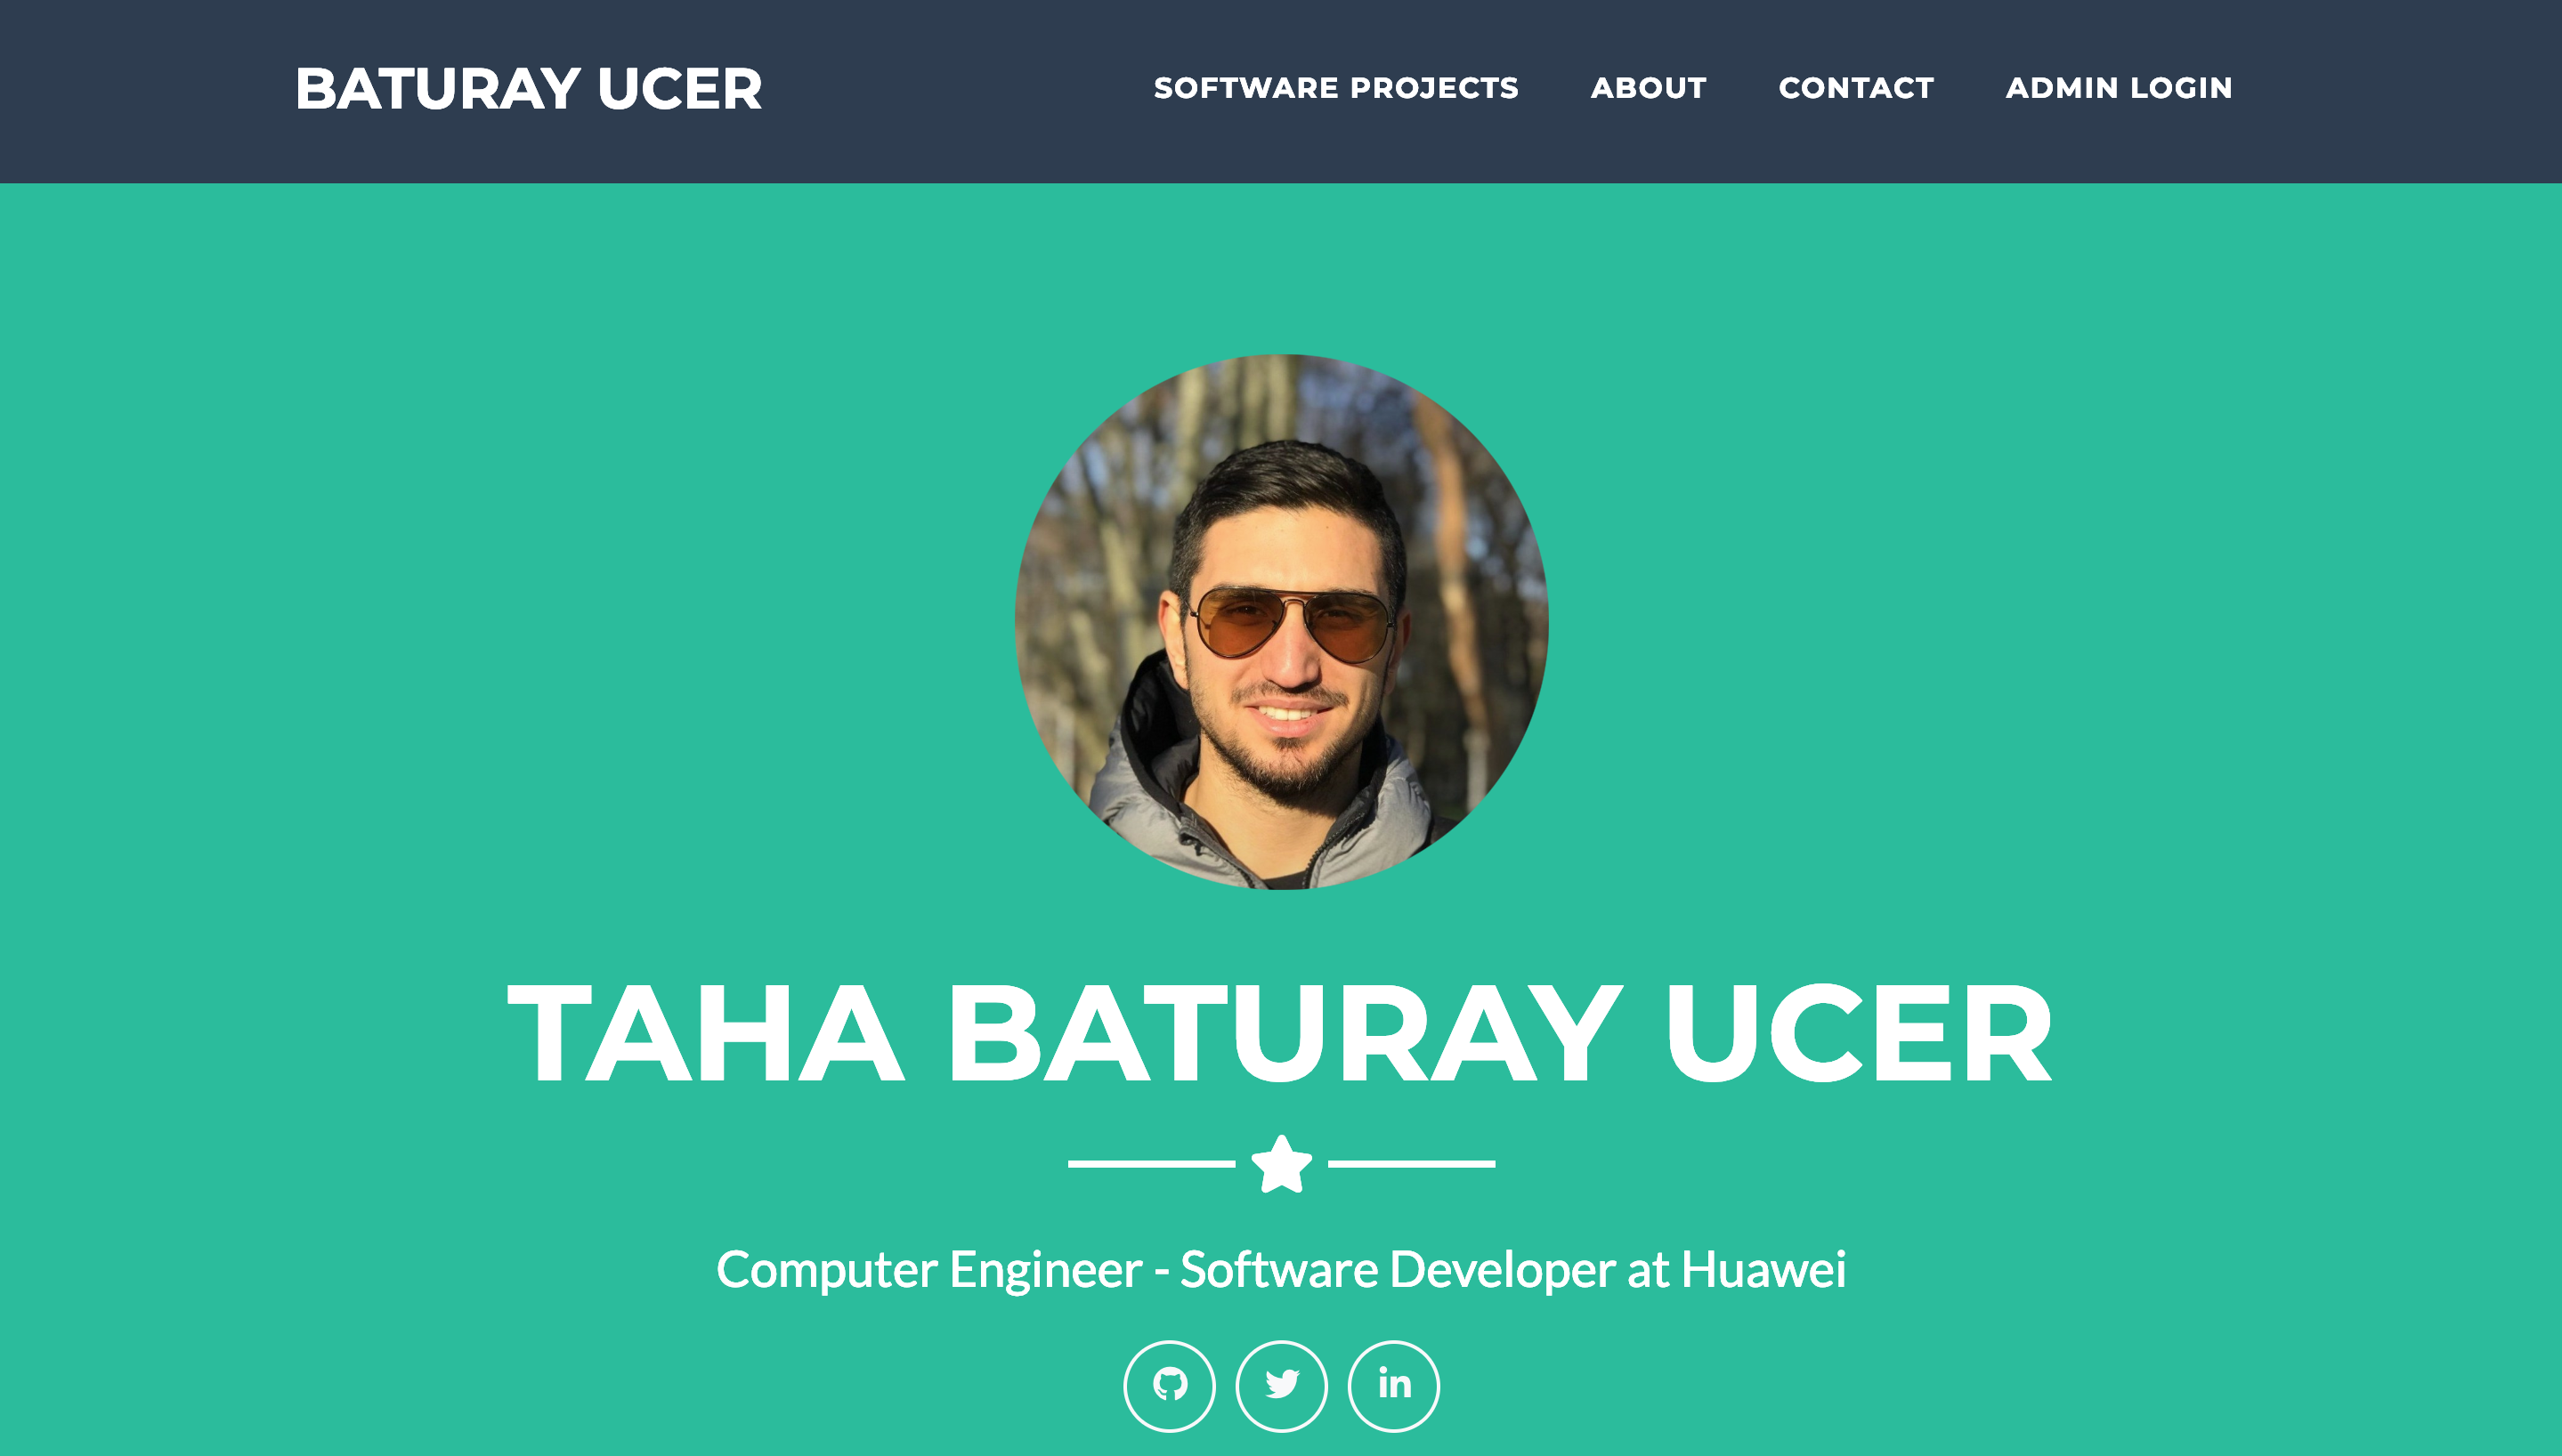 BATURAY UCER
SOFTWARE PROJECTS ABOUT CONTACT ADMIN LOGIN
TAHA BATURAY UCER
Computer Engineer - Software Developer at Huawei
in